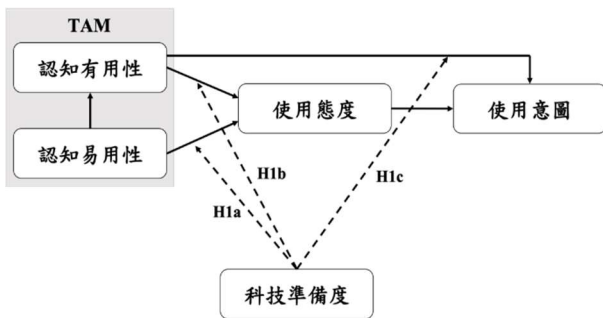 TAM
認知有用性
認知易用性
使用態度
使用意圖
H1b
H1c
H1a
科技準備度